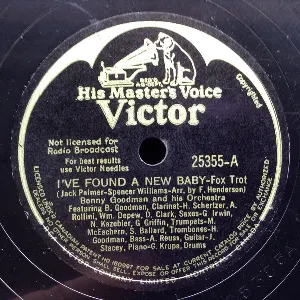 His Master's Voice
Victor
Copyrighted
Not licensed for
Radio Broadcast
For best results
use Victor Needles
25355-A
I'VE FOUND A NEW BABY-Fox Trot
(Jack Palmer-Spencer Williams-Arr. by F. Henderson)
Benny Goodman and his Orchestra
Featuring B. Goodman, Clarinet-H. Schertzer, A.
Rollini, Wm. Depew, D. Clark, Saxes-G. Irwin,
N. Kazebier, G. Griffin, Trumpets-M.
McEachern, S. Ballard, Trombones-H.
Goodman, Bass-A. Reuss, Guitar-J.
Stacey, Piano-G. Krupa, Drums